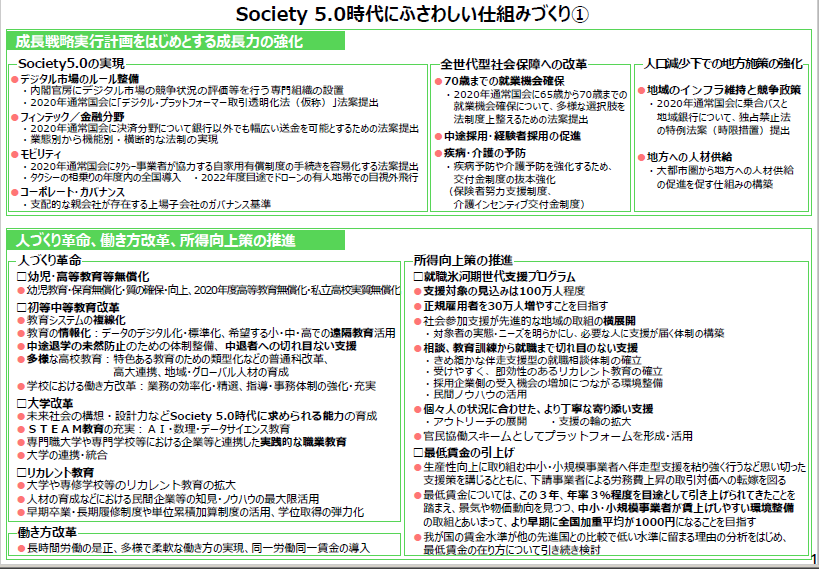 Society 5.0時代にふさわしい仕組みづくり①
成長戦略実行計画をはじめとする成長力の強化
Society5.0の実現
●デジタル市場のルール整備
・内閣官房にデジタル市場の競争状況の評価等を行う専門組織の設置
・2020年通常国会に「デジタル・プラットフォーマー取引透明化法（仮称）」法案提出
●フィンテック／金融分野
・2020年通常国会に決済分野について銀行以外でも幅広い送金を可能とするための法案提出
・業態別から機能別・横断的な法制の実現
●モビリティ
・2020年通常国会にタクシー事業者が協力する自家用有償制度の手続きを容易化する法案提出
・タクシーの相乗りの年度内の全国導入 ・2022年度目途でドローンの有人地帯での目視外飛行
●コーポレート・ガバナンス
・支配的な親会社が存在する上場子会社のガバナンス基準
全世代型社会保障への改革
●70歳までの就業機会確保
・2020年通常国会に65歳から70歳までの
就業機会確保について、多様な選択肢を
法制度上整えるための法案提出
●中途採用・経験者採用の促進
●疾病・介護の予防
・疾病予防や介護予防を強化するため、
交付金制度の抜本強化
（保険者努力支援制度、
介護インセンティブ交付金制度）
人口減少下での地方施策の強化
●地域のインフラ維持と競争政策
・2020年通常国会に乗合バスと
地域銀行について、独占禁止法
の特例法案（時限措置）提出
●地方への人材供給
・大都市圏から地方への人材供給
の促進を促す仕組みの構築
人づくり革命、働き方改革、所得向上策の推進
人づくり革命
□幼児・高等教育等無償化
●幼児教育・保育無償化・質の確保・向上、2020年度高等教育無償化・私立高校実質無償化
□初等中等教育改革
●教育システムの複線化
●教育の情報化：データのデジタル化・標準化、希望する小・中・高での遠隔教育活用
●中途退学の未然防止のための体制整備、中退者への切れ目ない支援
●多様な高校教育：特色ある教育のための類型化などの普通科改革、
高大連携、地域・グローバル人材の育成
●学校における働き方改革：業務の効率化・精選、指導・事務体制の強化・充実
□大学改革
●未来社会の構想・設計力などSociety 5.0時代に求められる能力の育成
●ＳＴＥＡＭ教育の充実：ＡＩ・数理・データサイエンス教育
●専門職大学や専門学校等における企業等と連携した実践的な職業教育
●大学の連携・統合
□リカレント教育
●大学や専修学校等のリカレント教育の拡大
●人材の育成などにおける民間企業等の知見・ノウハウの最大限活用
●早期卒業・長期履修制度や単位累積加算制度の活用、学位取得の弾力化
働き方改革
●長時間労働の是正、多様で柔軟な働き方の実現、同一労働同一賃金の導入
所得向上策の推進
□就職氷河期世代支援プログラム
●支援対象の見込みは100万人程度
●正規雇用者を30万人増やすことを目指す
●社会参加支援が先進的な地域の取組の横展開
・対象者の実態・ニーズを明らかにし、必要な人に支援が届く体制の構築
●相談、教育訓練から就職まで切れ目のない支援
・きめ細かな伴走支援型の就職相談体制の確立
・受けやすく、即効性のあるリカレント教育の確立
・採用企業側の受入機会の増加につながる環境整備
・民間ノウハウの活用
●個々人の状況に合わせた、より丁寧な寄り添い支援
・アウトリーチの展開 ・支援の輪の拡大
●官民協働スキームとしてプラットフォームを形成・活用
□最低賃金の引上げ
●生産性向上に取り組む中小・小規模事業者へ伴走型支援を粘り強く行うなど思い切った
支援策を講じるとともに、下請事業者による労務費上昇の取引対価への転嫁を図る
●最低賃金については、この３年、年率３％程度を目途として引き上げられてきたことを
踏まえ、景気や物価動向を見つつ、中小・小規模事業者が賃上げしやすい環境整備
の取組とあいまって、より早期に全国加重平均が1000円になることを目指す
●我が国の賃金水準が他の先進国との比較で低い水準に留まる理由の分析をはじめ、
最低賃金の在り方について引き続き検討
1